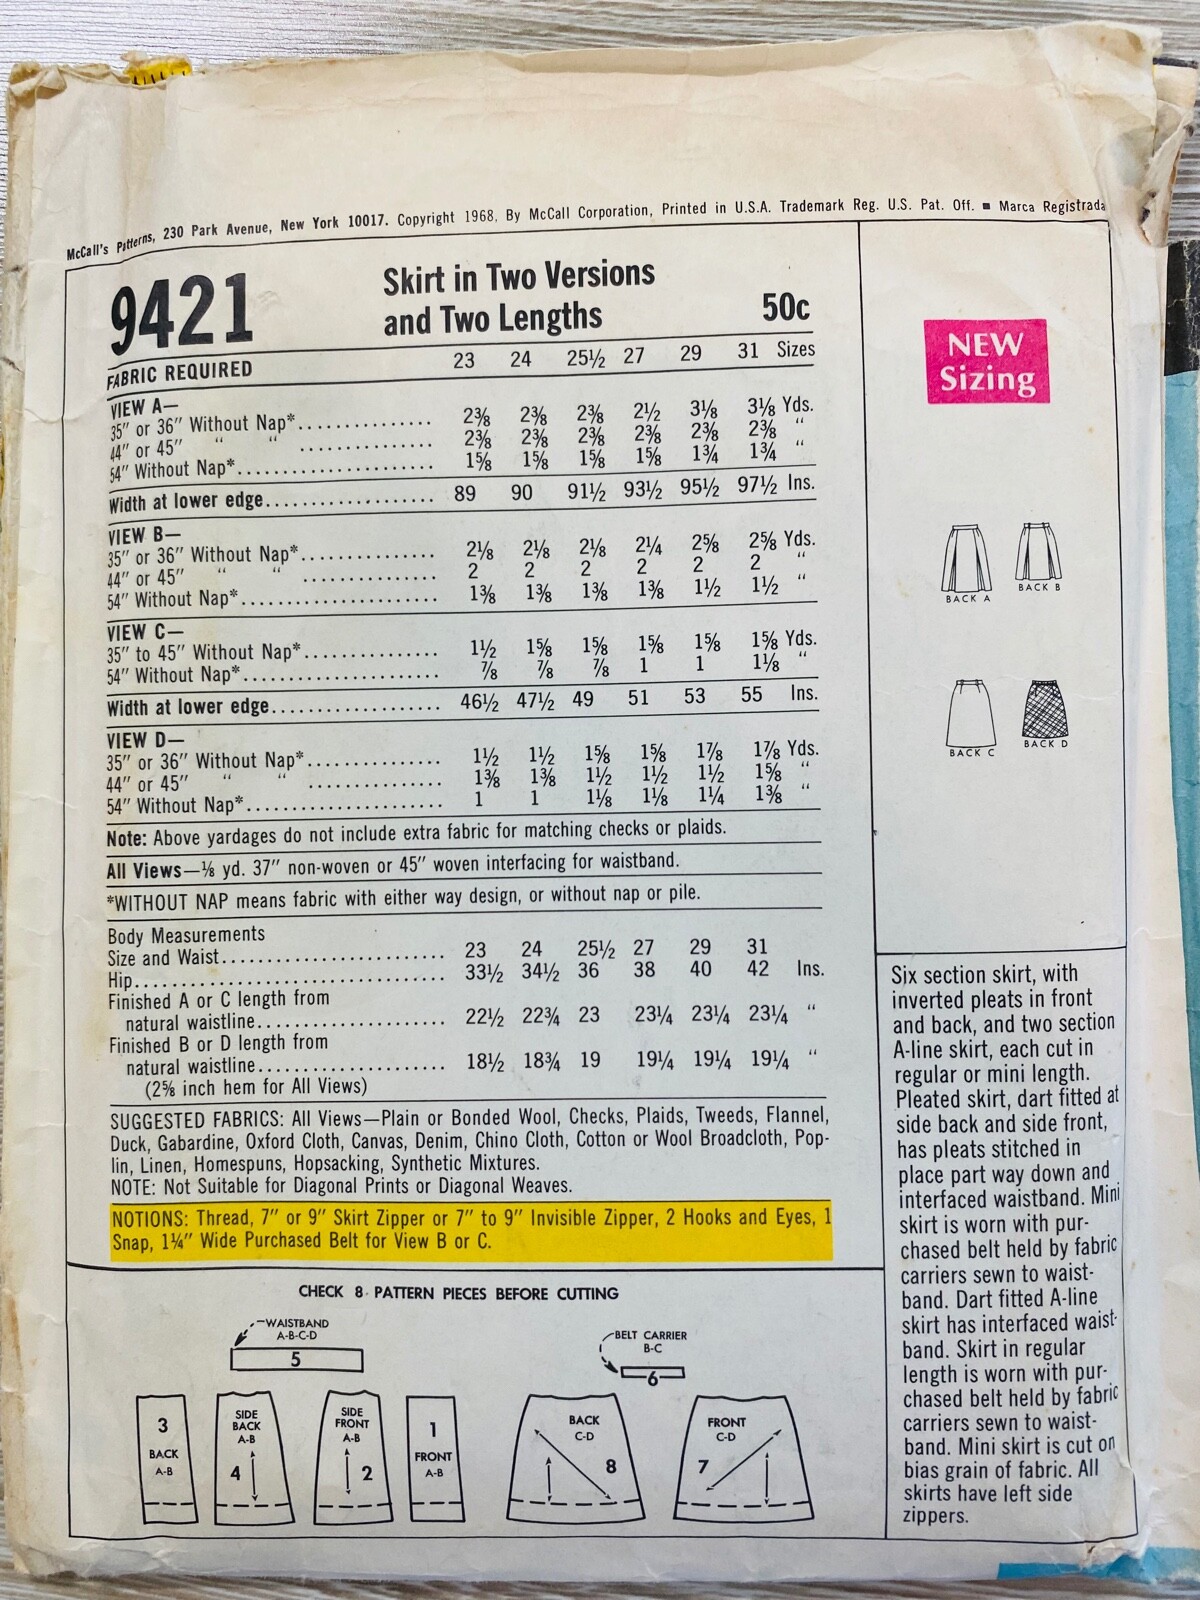 McCall's Patterns, 230 Park Avenue, New York 10017. Copyright 1968, By McCall Corporation, Printed in U.S.A. Trademark Reg. U.S. Pat. Off. ■ Marca Registrada
9421
Skirt in Two Versions
and Two Lengths
50c
FABRIC REQUIRED 23 24 25½ 27 29 31 Sizes
VIEW A—
35" or 36" Without Nap*.............. 2⅜ 2⅜ 2⅜ 2½ 3⅛ 3⅛ Yds.
44" or 45" " " .............. 2⅜ 2⅜ 2⅜ 2⅜ 2⅜ 2⅜ "
54" Without Nap*.................... 1⅝ 1⅝ 1⅝ 1⅝ 1¾ 1¾ "
Width at lower edge................. 89 90 91½ 93½ 95½ 97½ Ins.
VIEW B—
35" or 36" Without Nap*.............. 2⅛ 2⅛ 2⅛ 2¼ 2⅝ 2⅝ Yds.
44" or 45" " " .............. 2 2 2 2 2 2 "
54" Without Nap*.................... 1⅜ 1⅜ 1⅜ 1⅜ 1½ 1½ "
VIEW C—
35" to 45" Without Nap*.............. 1½ 1⅝ 1⅝ 1⅝ 1⅝ 1⅝ Yds.
54" Without Nap*.................... ⅞ ⅞ ⅞ 1 1 1⅛ "
Width at lower edge................. 46½ 47½ 49 51 53 55 Ins.
VIEW D—
35" or 36" Without Nap*.............. 1½ 1½ 1⅝ 1⅝ 1⅞ 1⅞ Yds.
44" or 45" " " .............. 1⅜ 1⅜ 1½ 1½ 1½ 1⅝ "
54" Without Nap*.................... 1 1 1⅛ 1⅛ 1¼ 1⅜ "
Note: Above yardages do not include extra fabric for matching checks or plaids.
All Views—⅛ yd. 37" non-woven or 45" woven interfacing for waistband.
*WITHOUT NAP means fabric with either way design, or without nap or pile.
Body Measurements
Size and Waist....................... 23 24 25½ 27 29 31
Hip................................ 33½ 34½ 36 38 40 42 Ins.
Finished A or C length from
natural waistline................... 22½ 22¾ 23 23¼ 23¼ 23¼ "
Finished B or D length from
natural waistline................... 18½ 18¾ 19 19¼ 19¼ 19¼ "
(2⅝ inch hem for All Views)
SUGGESTED FABRICS: All Views—Plain or Bonded Wool, Checks, Plaids, Tweeds, Flannel,
Duck, Gabardine, Oxford Cloth, Canvas, Denim, Chino Cloth, Cotton or Wool Broadcloth, Pop-
lin, Linen, Homespuns, Hopsacking, Synthetic Mixtures.
NOTE: Not Suitable for Diagonal Prints or Diagonal Weaves.
NOTIONS: Thread, 7" or 9" Skirt Zipper or 7" to 9" Invisible Zipper, 2 Hooks and Eyes, 1
Snap, 1¼" Wide Purchased Belt for View B or C.
CHECK 8 PATTERN PIECES BEFORE CUTTING
WAISTBAND
A-B-C-D
5
BELT CARRIER
B-C
6
3
BACK
A-B
SIDE
BACK
A-B
4
SIDE
FRONT
A-B
2
1
FRONT
A-B
BACK
C-D
8
FRONT
C-D
7
NEW
Sizing
BACK A
BACK B
BACK C
BACK D
Six section skirt, with
inverted pleats in front
and back, and two section
A-line skirt, each cut in
regular or mini length.
Pleated skirt, dart fitted at
side back and side front,
has pleats stitched in
place part way down and
interfaced waistband. Mini
skirt is worn with pur-
chased belt held by fabric
carriers sewn to waist-
band. Dart fitted A-line
skirt has interfaced waist-
band. Skirt in regular
length is worn with pur-
chased belt held by fabric
carriers sewn to waist-
band. Mini skirt is cut on
bias grain of fabric. All
skirts have left side
zippers.